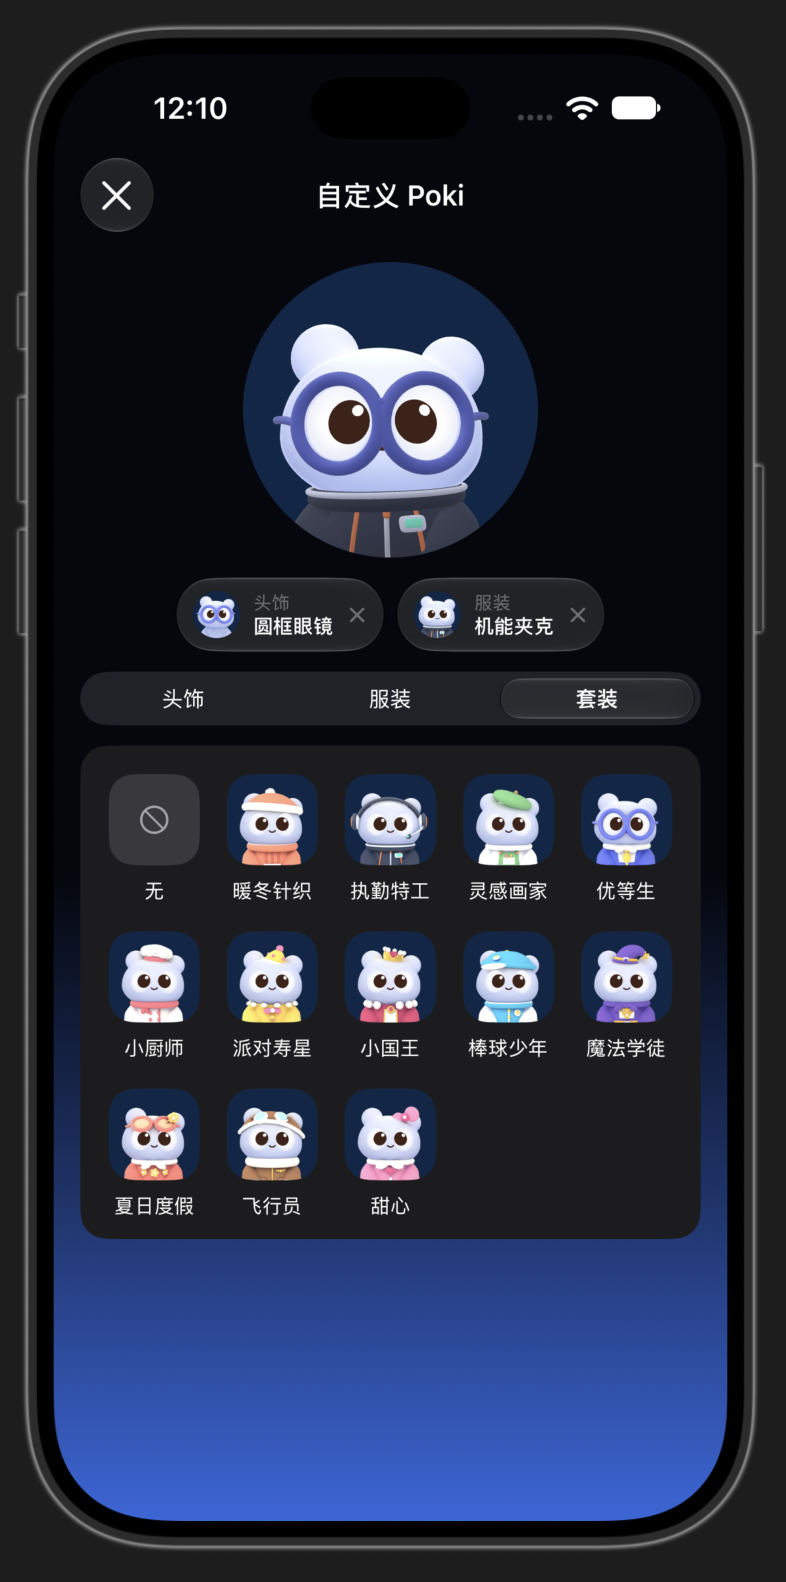 12:10
自定义 Poki
头饰
圆框眼镜
服装
机能夹克
头饰 服装 套装
无 暖冬针织 执勤特工 灵感画家 优等生
小厨师 派对寿星 小国王 棒球少年 魔法学徒
夏日度假 飞行员 甜心